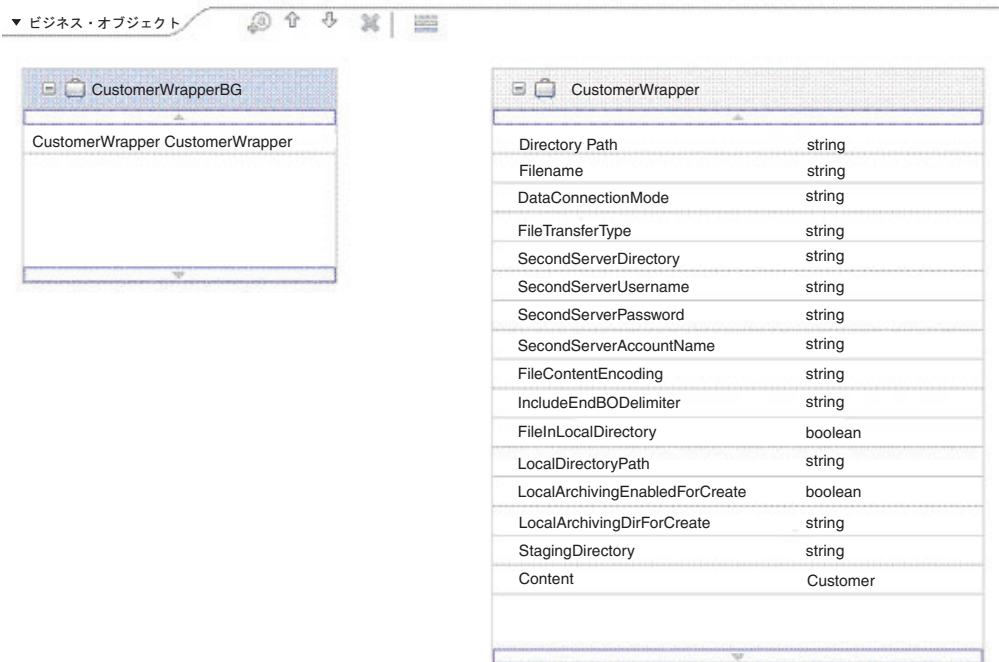 ビジネス・オブジェクト
CustomerWrapperBG
CustomerWrapper CustomerWrapper
CustomerWrapper
Directory Path string
Filename string
DataConnectionMode string
FileTransferType string
SecondServerDirectory string
SecondServerUsername string
SecondServerPassword string
SecondServerAccountName string
FileContentEncoding string
IncludeEndBODelimiter string
FileInLocalDirectory boolean
LocalDirectoryPath string
LocalArchivingEnabledForCreate boolean
LocalArchivingDirForCreate string
StagingDirectory string
Content Customer